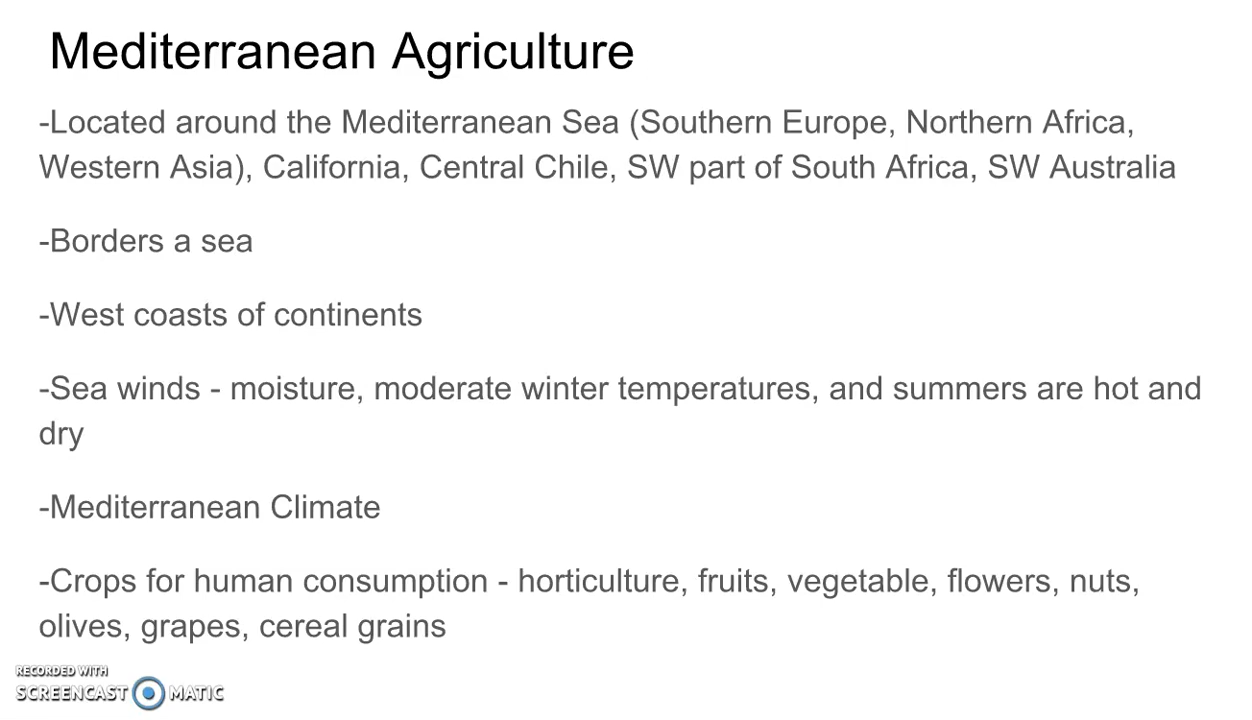 Mediterranean Agriculture
-Located around the Mediterranean Sea (Southern Europe, Northern Africa,
Western Asia), California, Central Chile, SW part of South Africa, SW Australia
-Borders a sea
-West coasts of continents
-Sea winds - moisture, moderate winter temperatures, and summers are hot and
dry
-Mediterranean Climate
-Crops for human consumption - horticulture, fruits, vegetable, flowers, nuts,
olives, grapes, cereal grains
RECORDED WITH
SCREENCAST MATIC